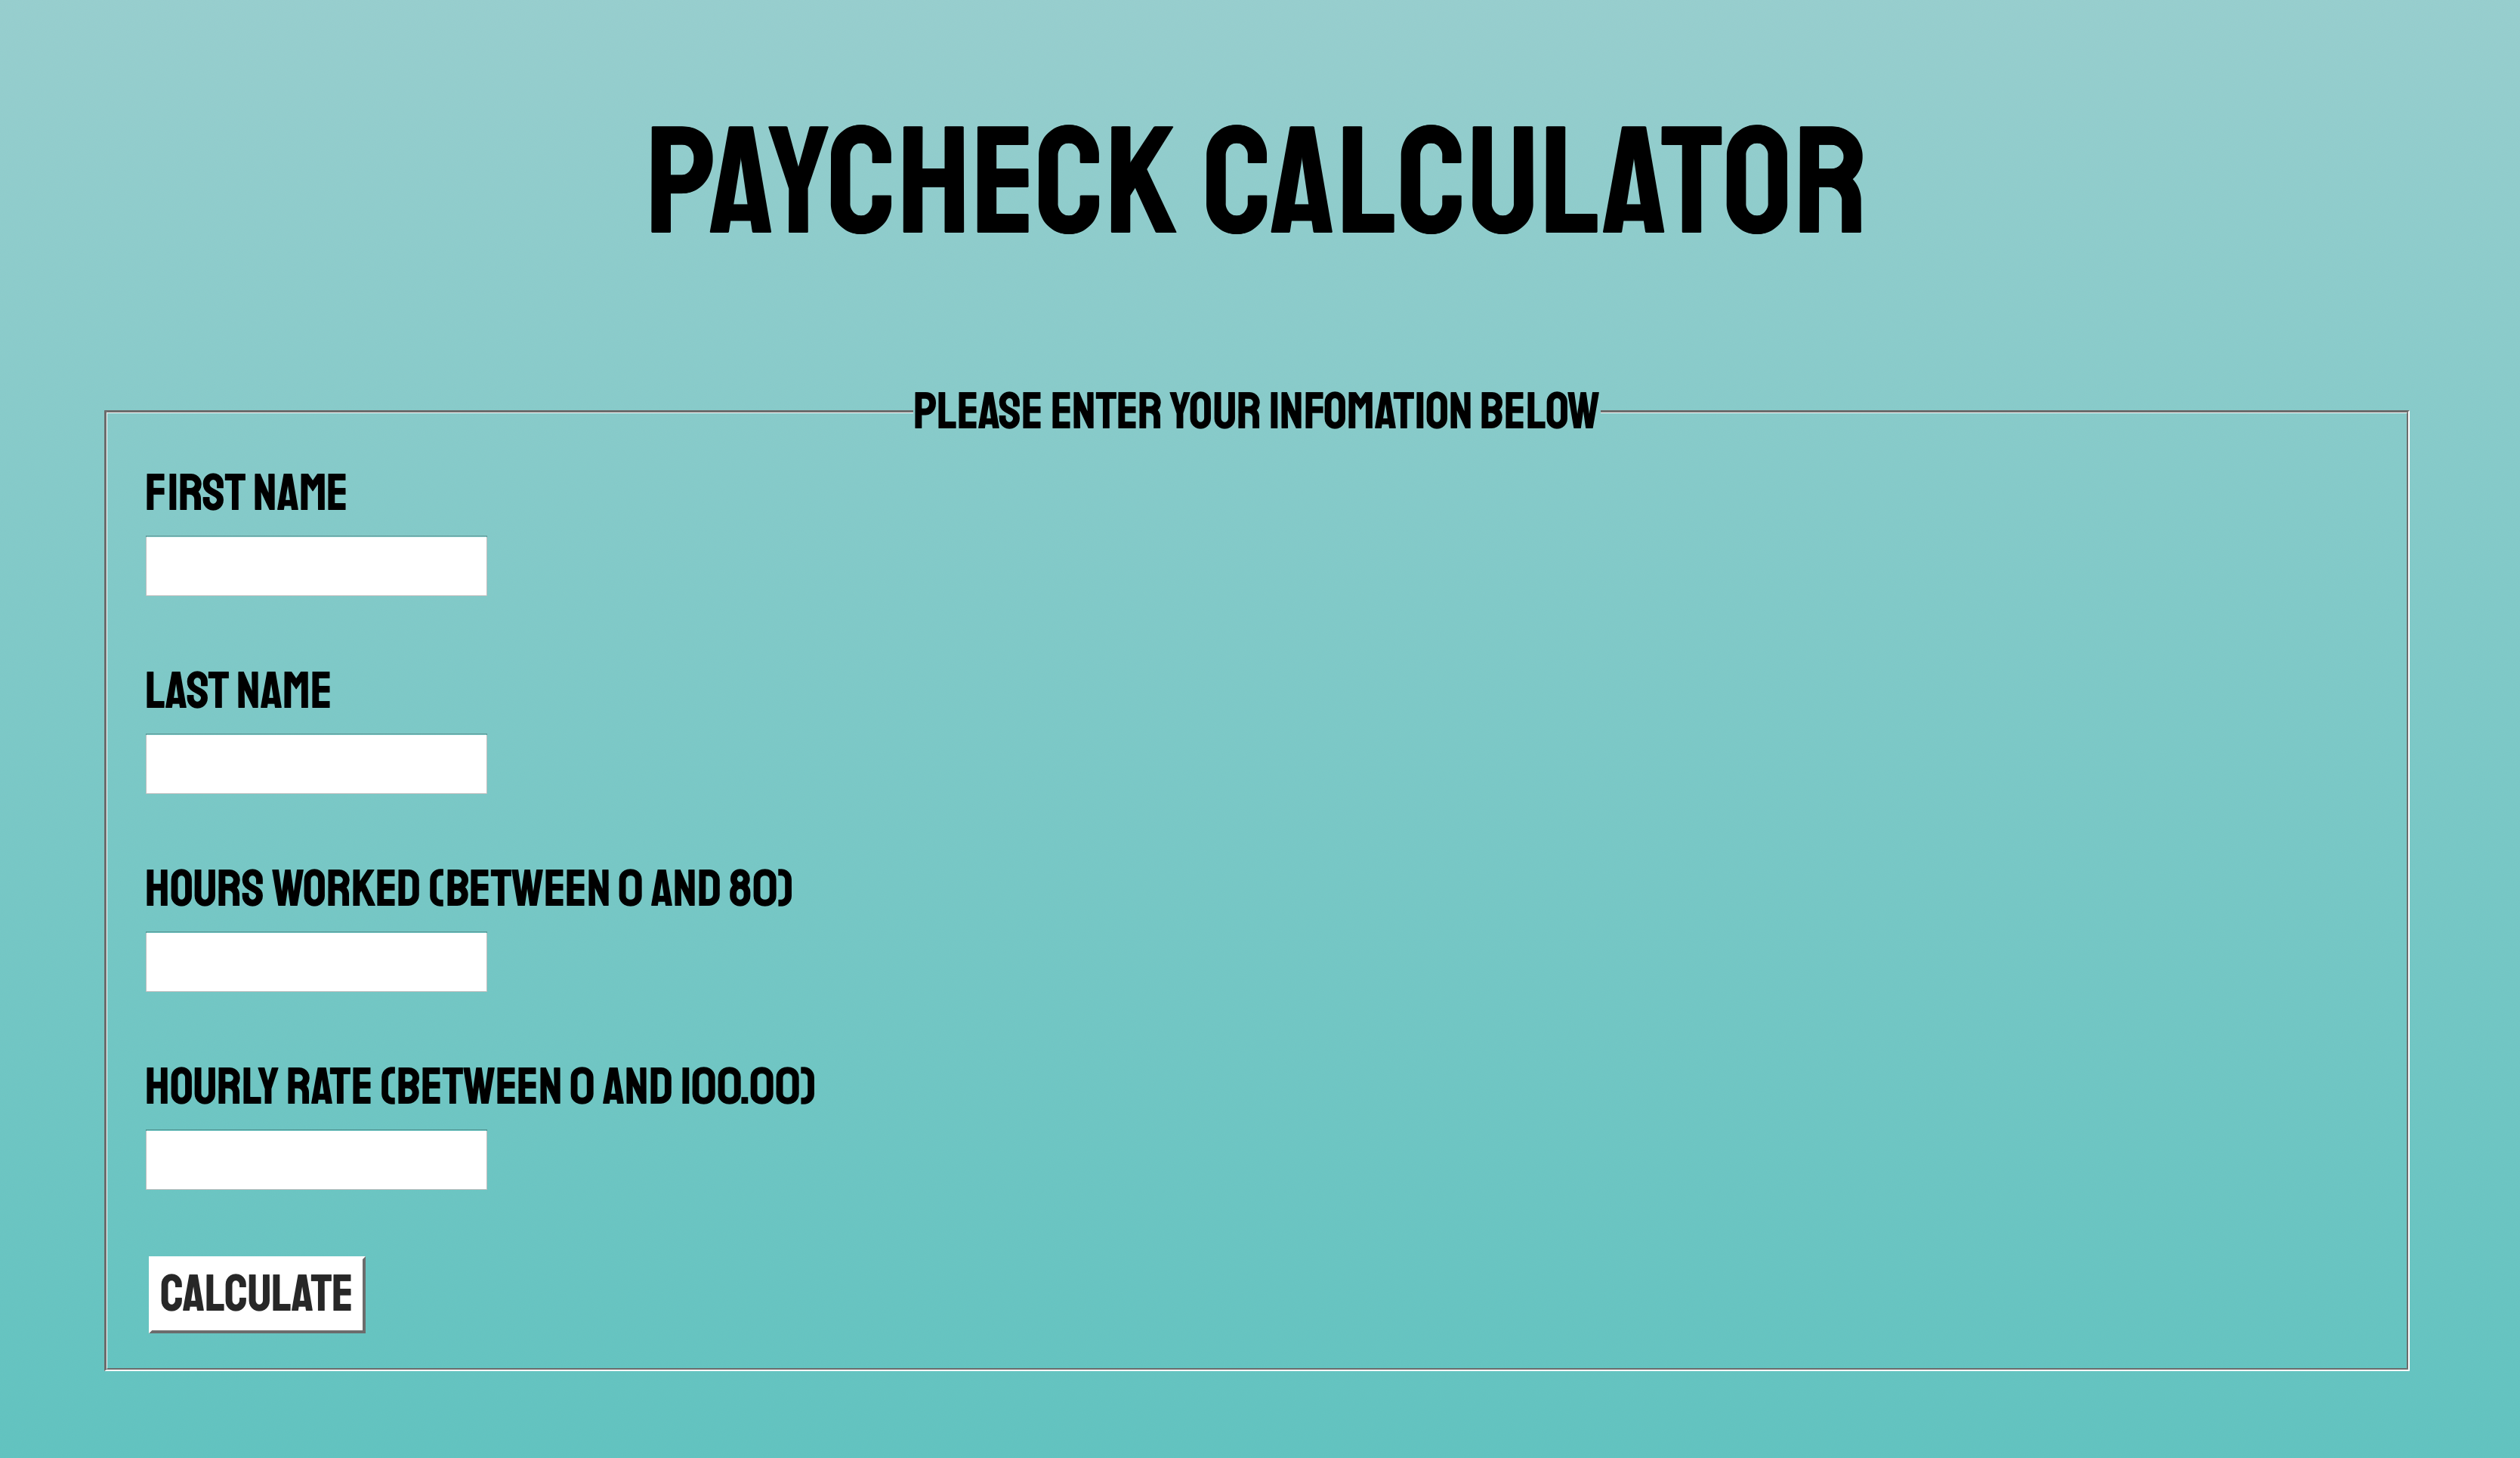 PAYCHECK CALCULATOR
PLEASE ENTER YOUR INFOMATION BELOW
FIRST NAME
LAST NAME
HOURS WORKED (BETWEEN 0 AND 80)
HOURLY RATE (BETWEEN 0 AND 100.00)
CALCULATE